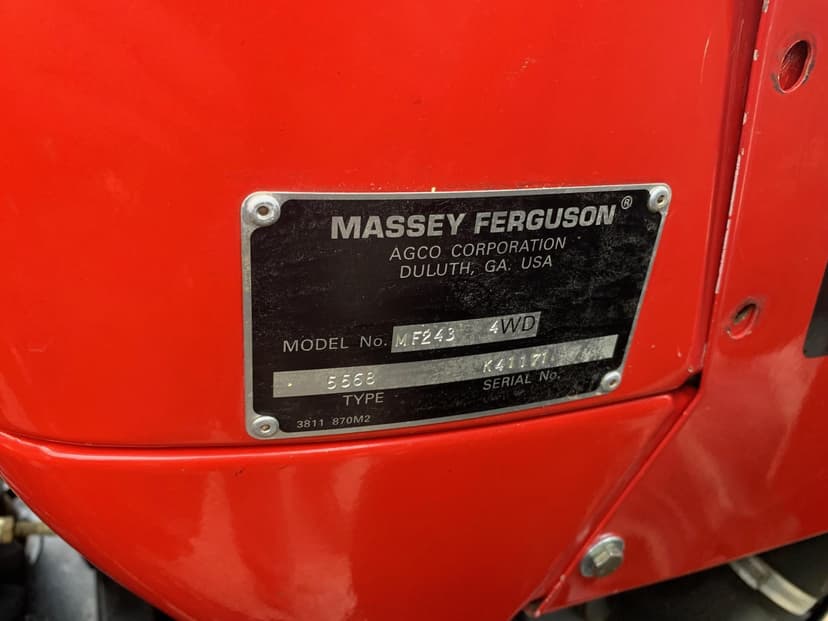 MASSEY FERGUSON®
AGCO CORPORATION
DULUTH, GA. USA
MODEL No. MF243 4WD
5568 K41171
TYPE SERIAL No.
3811 870M2